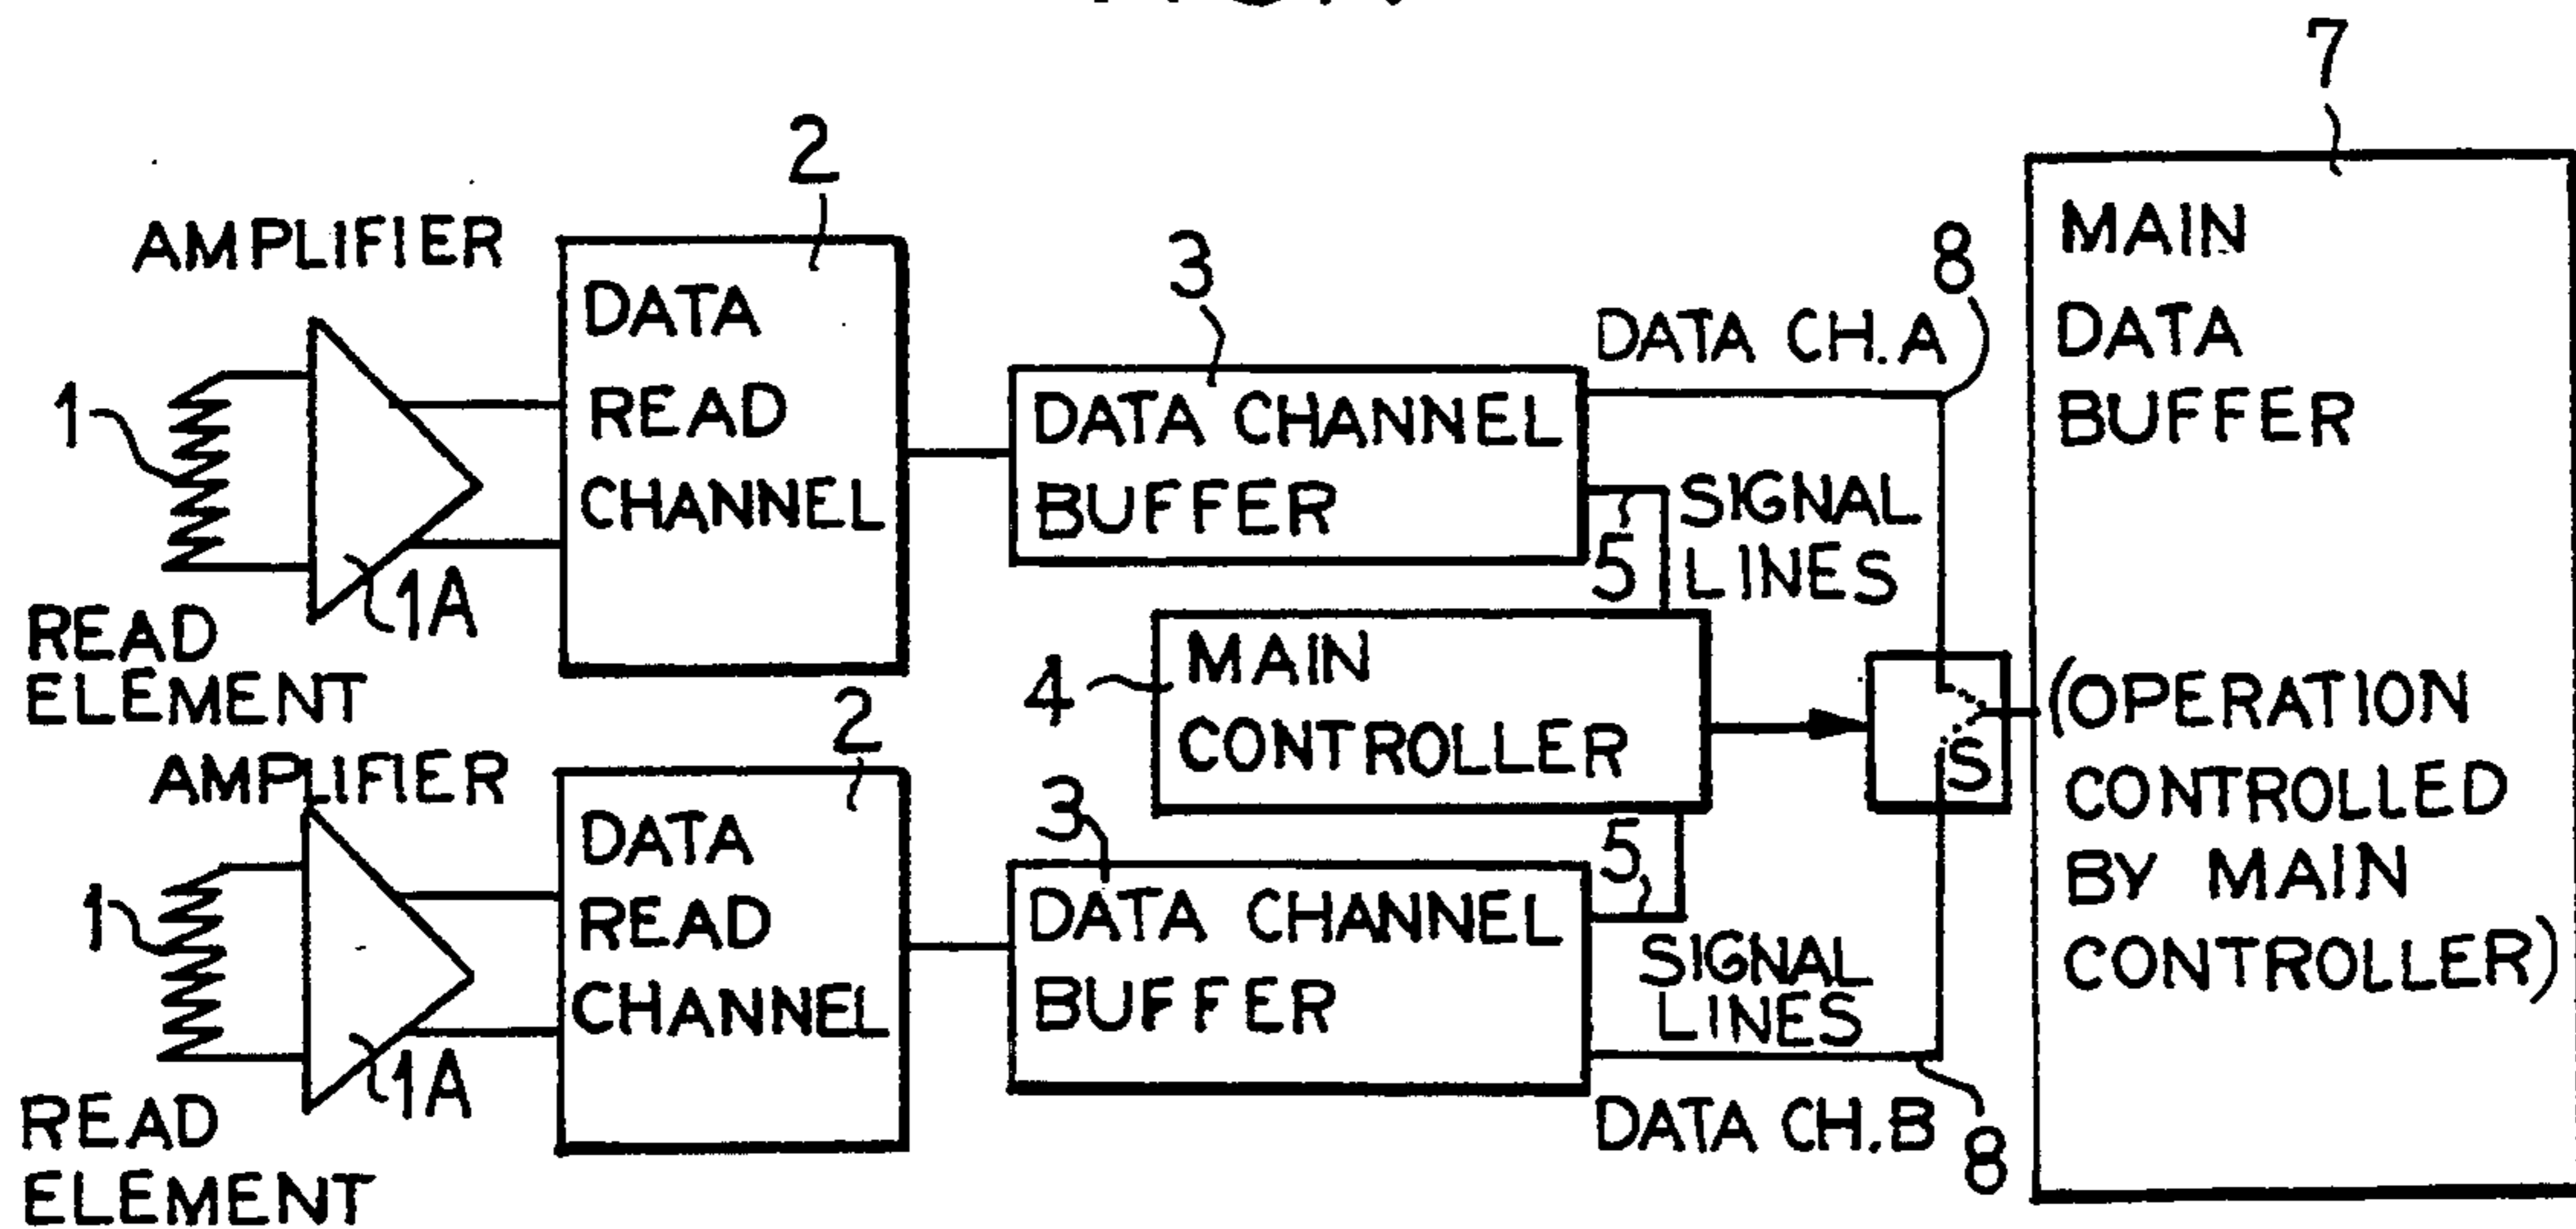 7
2
AMPLIFIER
DATA
READ
CHANNEL
3
8
DATA CH. A
MAIN
DATA
BUFFER
1
1A
READ
ELEMENT
DATA CHANNEL
BUFFER
5
SIGNAL
LINES
4
MAIN
CONTROLLER
S
(OPERATION
CONTROLLED
BY MAIN
CONTROLLER)
AMPLIFIER
2
DATA
READ
CHANNEL
3
DATA CHANNEL
BUFFER
5
SIGNAL
LINES
1
1A
READ
ELEMENT
DATA CH. B
8